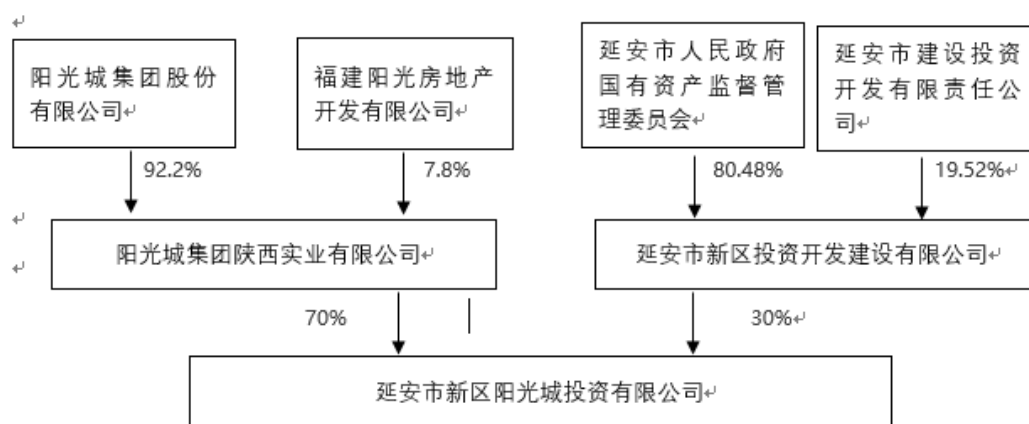 阳光城集团股份
有限公司
福建阳光房地产
开发有限公司
延安市人民政府
国有资产监督管
理委员会
延安市建设投资
开发有限责任公
司
92.2%
7.8%
80.48%
19.52%
阳光城集团陕西实业有限公司
延安市新区投资开发建设有限公司
70%
30%
延安市新区阳光城投资有限公司